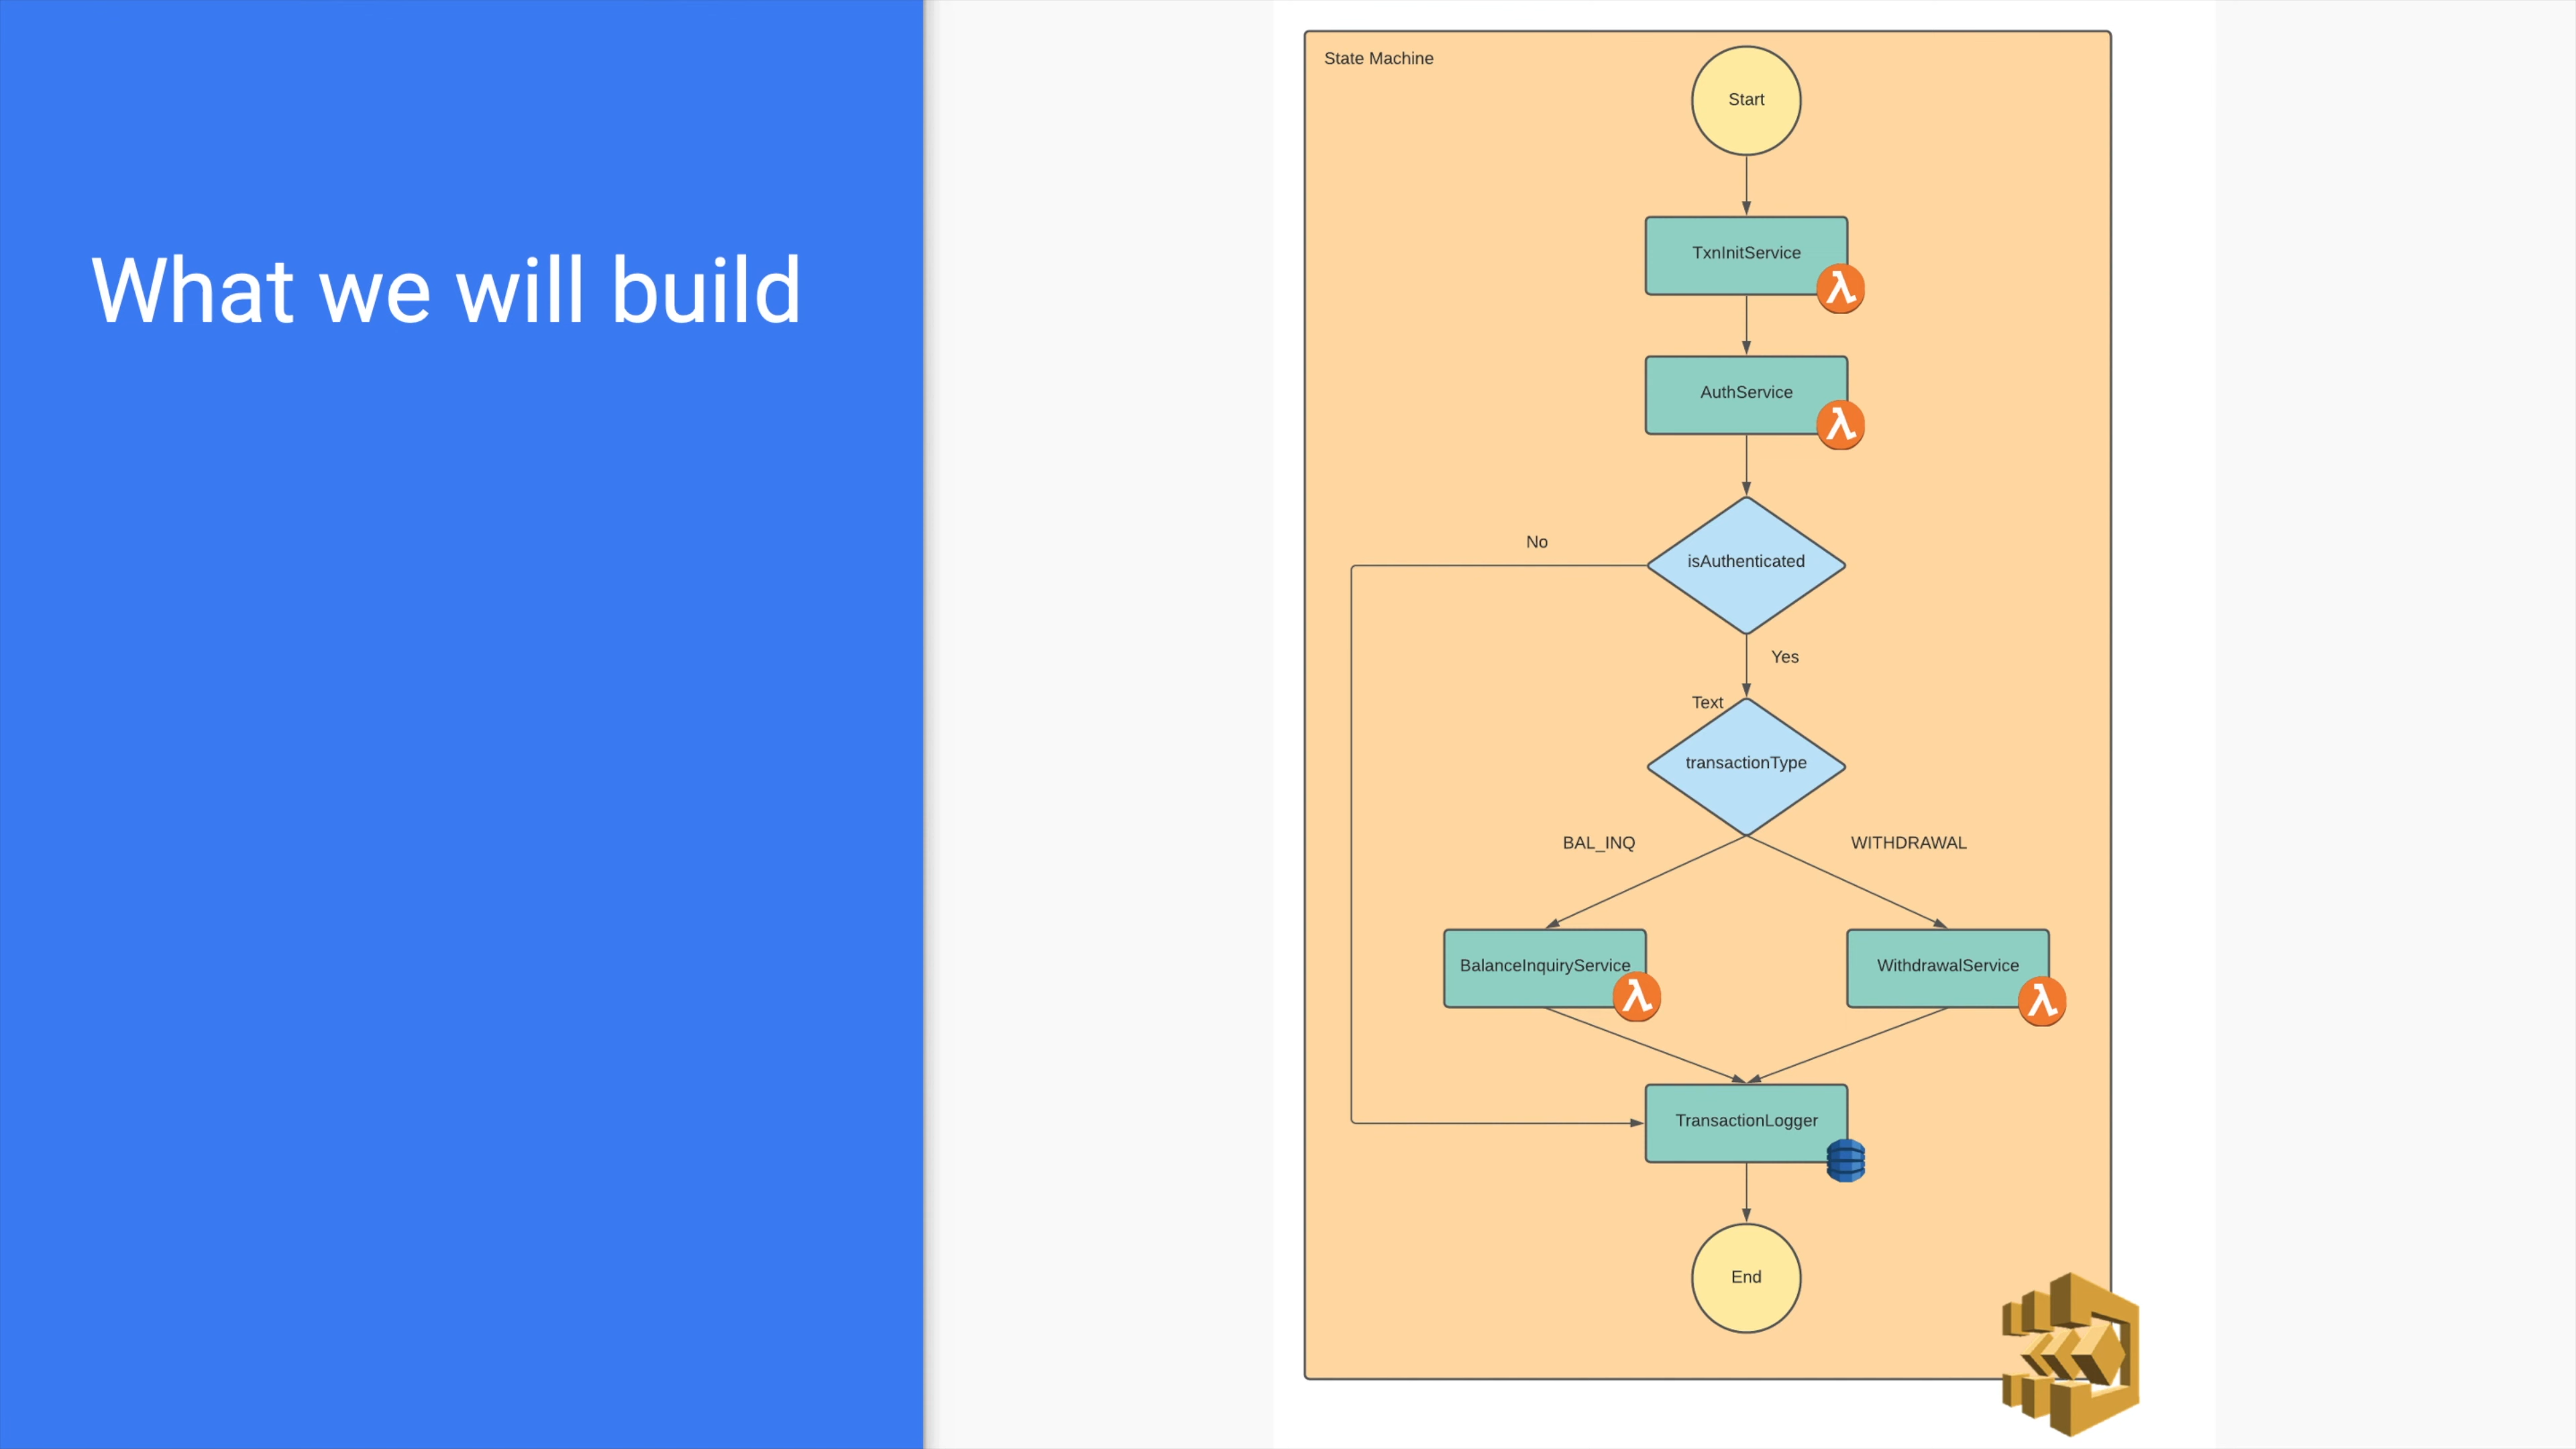 What we will build
State Machine
Start
TxnInitService
AuthService
No
isAuthenticated
Yes
Text
transactionType
BAL_INQ
WITHDRAWAL
BalanceInquiryService
WithdrawalService
TransactionLogger
End